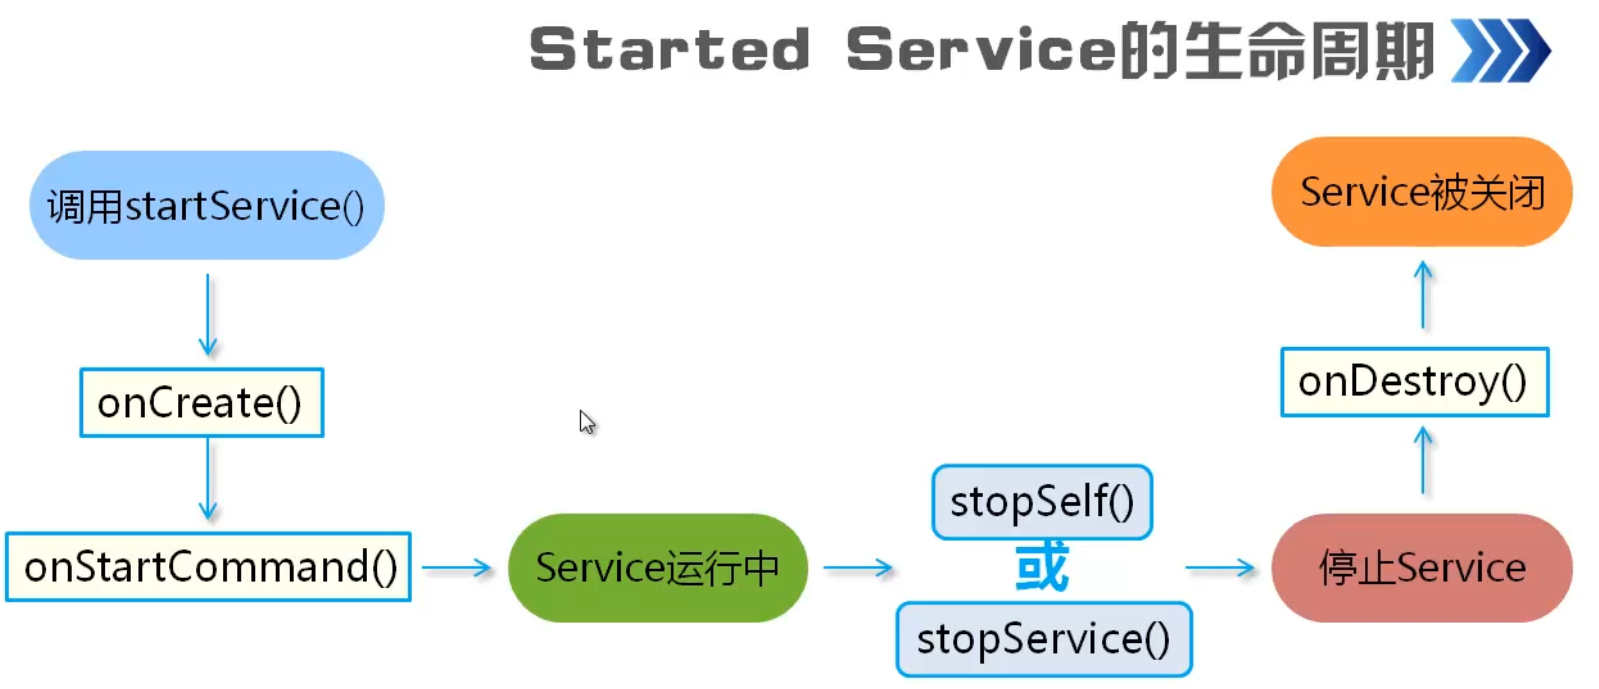 Started Service的生命周期
调用startService()
onCreate()
onStartCommand()
Service运行中
stopSelf()
或
stopService()
停止Service
onDestroy()
Service被关闭